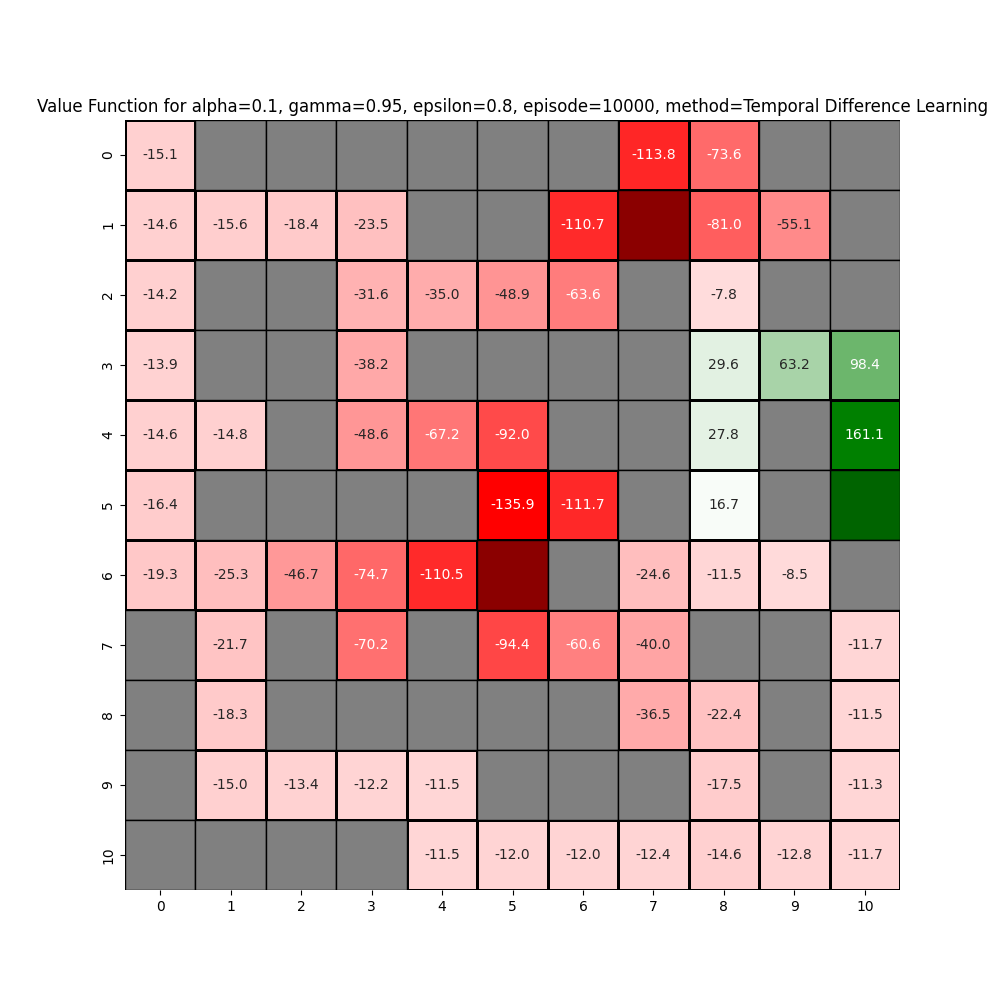 Value Function for alpha=0.1, gamma=0.95, epsilon=0.8, episode=10000, method=Temporal Difference Learning
0 -15.1 -113.8 -73.6
1 -14.6 -15.6 -18.4 -23.5 -110.7 -81.0 -55.1
2 -14.2 -31.6 -35.0 -48.9 -63.6 -7.8
3 -13.9 -38.2 29.6 63.2 98.4
4 -14.6 -14.8 -48.6 -67.2 -92.0 27.8 161.1
5 -16.4 -135.9 -111.7 16.7
6 -19.3 -25.3 -46.7 -74.7 -110.5 -24.6 -11.5 -8.5
7 -21.7 -70.2 -94.4 -60.6 -40.0 -11.7
8 -18.3 -36.5 -22.4 -11.5
9 -15.0 -13.4 -12.2 -11.5 -17.5 -11.3
10 -11.5 -12.0 -12.0 -12.4 -14.6 -12.8 -11.7
0 1 2 3 4 5 6 7 8 9 10